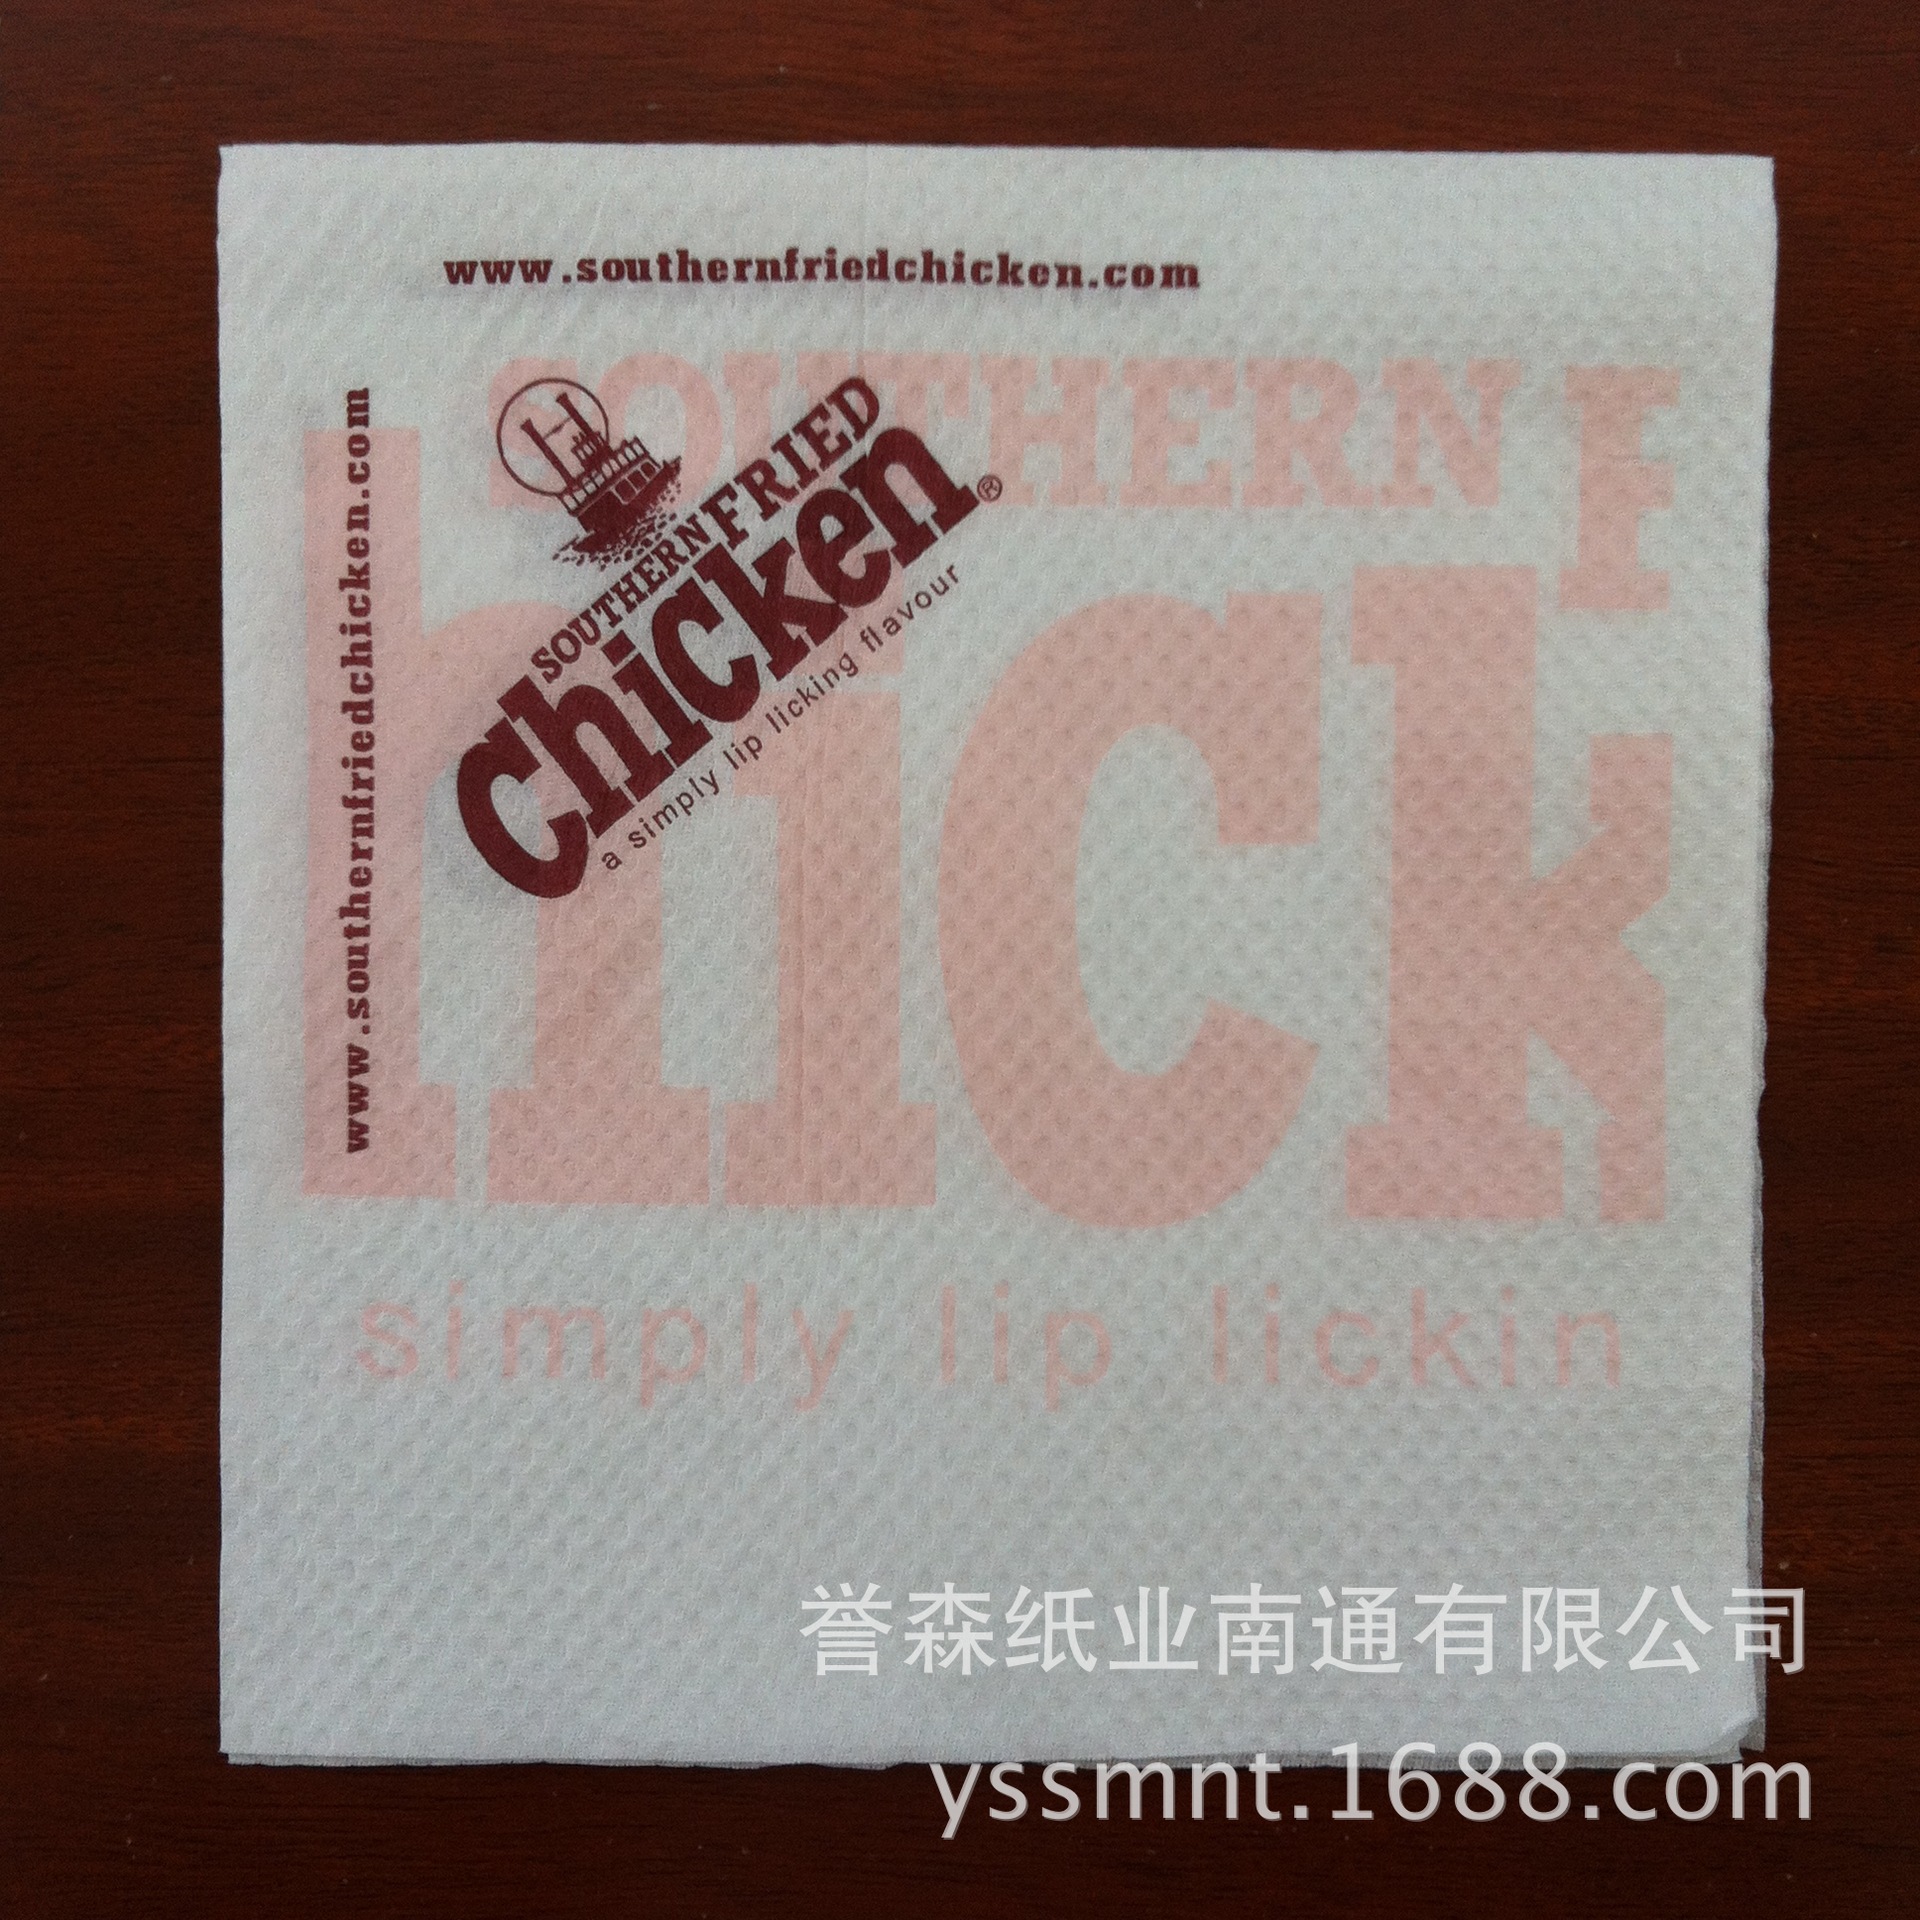 www.southernfriedchicken.com
www.southernfriedchicken.com
SOUTHERN F
hick
simply lip lickin
SOUTHERN FRIED
chicken®
a simply lip licking flavour
誉森纸业南通有限公司
yssmnt.1688.com